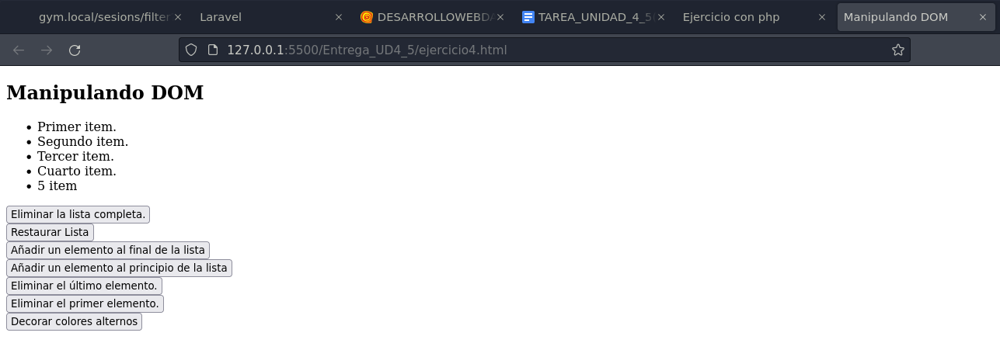 gym.local/sesions/filter
Laravel
DESARROLLOWEBDA
TAREA_UNIDAD_4_5
Ejercicio con php
Manipulando DOM
127.0.0.1:5500/Entrega_UD4_5/ejercicio4.html
Manipulando DOM
• Primer item.
• Segundo item.
• Tercer item.
• Cuarto item.
• 5 item
Eliminar la lista completa.
Restaurar Lista
Añadir un elemento al final de la lista
Añadir un elemento al principio de la lista
Eliminar el último elemento.
Eliminar el primer elemento.
Decorar colores alternos